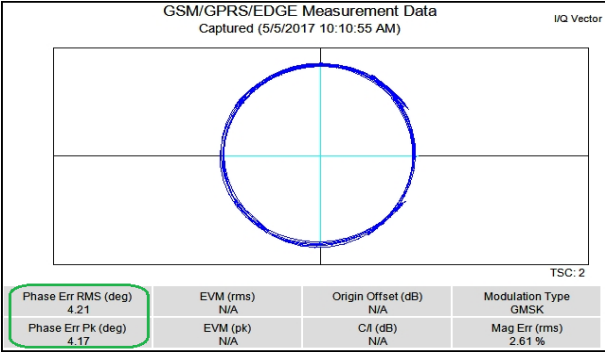 GSM/GPRS/EDGE Measurement Data
Captured (5/5/2017 10:10:55 AM)
I/Q Vector
TSC: 2
Phase Err RMS (deg) EVM (rms) Origin Offset (dB) Modulation Type
4.21 N/A N/A GMSK
Phase Err Pk (deg) EVM (pk) C/I (dB) Mag Err (rms)
4.17 N/A N/A 2.61 %